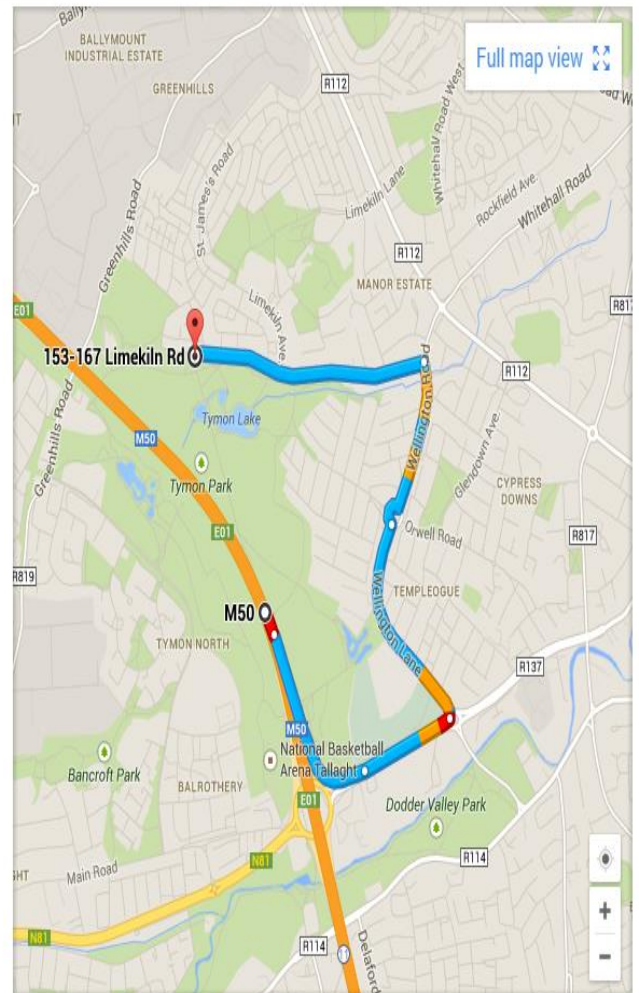 BALLYMOUNT
INDUSTRIAL ESTATE
GREENHILLS
Full map view
R112
Whitehall Road West
Greenhills Road
St. James's Road
Limekiln Lane
Rockfield Ave
Whitehall Road
R112
MANOR ESTATE
E01
Limekiln Ave
R817
153-167 Limekiln Rd
Wellington Road
R112
Greenhills Road
Tymon Lake
M50
Tymon Park
Glendown Ave
CYPRESS
DOWNS
E01
Orwell Road
R817
R819
TEMPLEOGUE
M50
Wellington Lane
TYMON NORTH
R137
M50
National Basketball
Arena Tallaght
Bancroft Park
BALROTHERY
E01
Dodder Valley Park
R114
N81
Main Road
N81
R114
11
Delaford